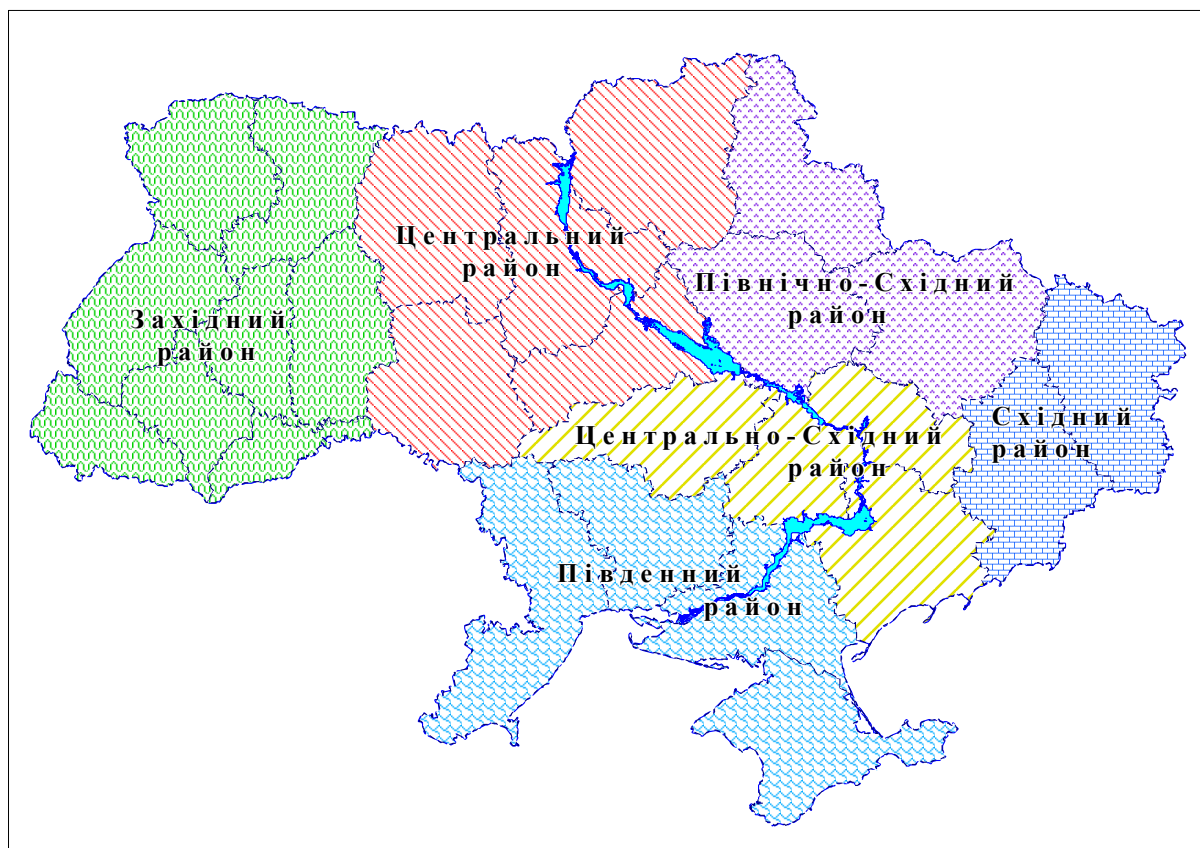 Центральний
район
Північно-Східний
район
Західний
район
Східний
район
Центрально-Східний
район
Південний
район